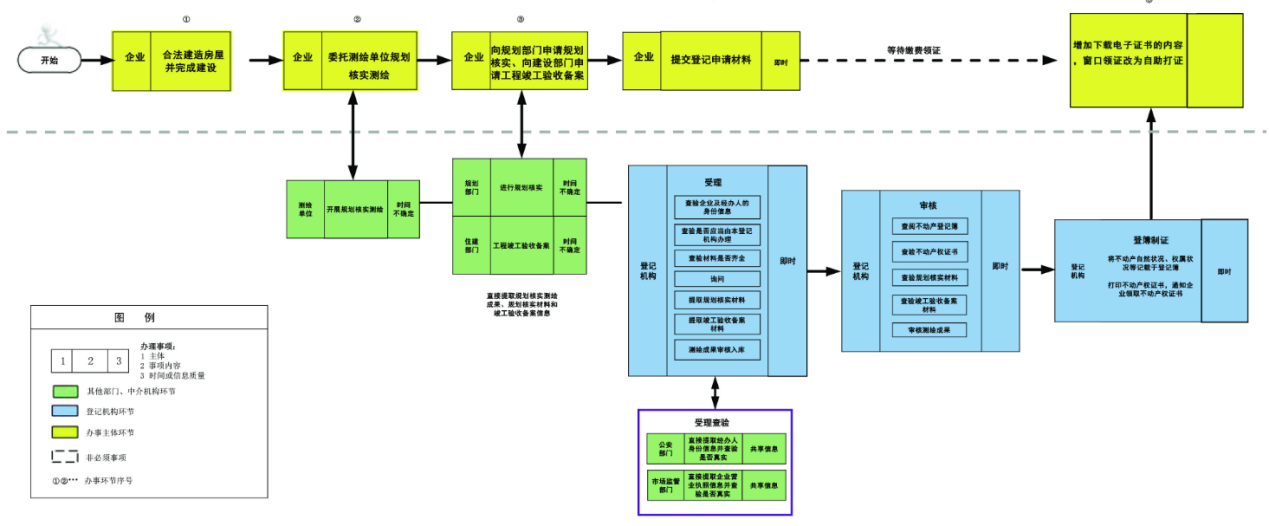 ①
②
③
开始
企业
合法建造房屋
并完成建设
企业
委托测绘单位规划
核实测绘
企业
向规划部门申请规划
核实、向建设部门申
请工程竣工验收备案
企业
提交登记申请材料
即时
等待缴费领证
增加下载电子证书的内容
，窗口领证改为自助打证
测绘
单位
开展规划核实测绘
时间
不确定
规划
部门
进行规划核实
时间
不确定
住建
部门
工程竣工验收备案
时间
不确定
直接提取规划核实测绘
成果、规划核实材料和
竣工验收备案信息
登记
机构
受理
查验企业及经办人的
身份信息
查验是否应当由本登记
机构办理
查验材料是否齐全
询问
提取规划核实材料
提取竣工验收备案
材料
测绘成果审核入库
即时
登记
机构
审核
查阅不动产登记簿
查验不动产权证书
查验规划核实材料
查验竣工验收备案
材料
审核测绘成果
即时
登记
机构
登簿制证
将不动产自然状况、权属状
况等记载于登记簿
打印不动产权证书，通知企
业领取不动产权证书
即时
受理查验
公安
部门
直接提取经办人
身份信息并查验
是否真实
共享信息
市场监管
部门
直接提取企业营
业执照信息并查
验是否真实
共享信息
图 例
1 2 3
办理事项：
1 主体
2 事项内容
3 时间或信息质量
其他部门、中介机构环节
登记机构环节
办事主体环节
非必须事项
①②··· 办事环节序号